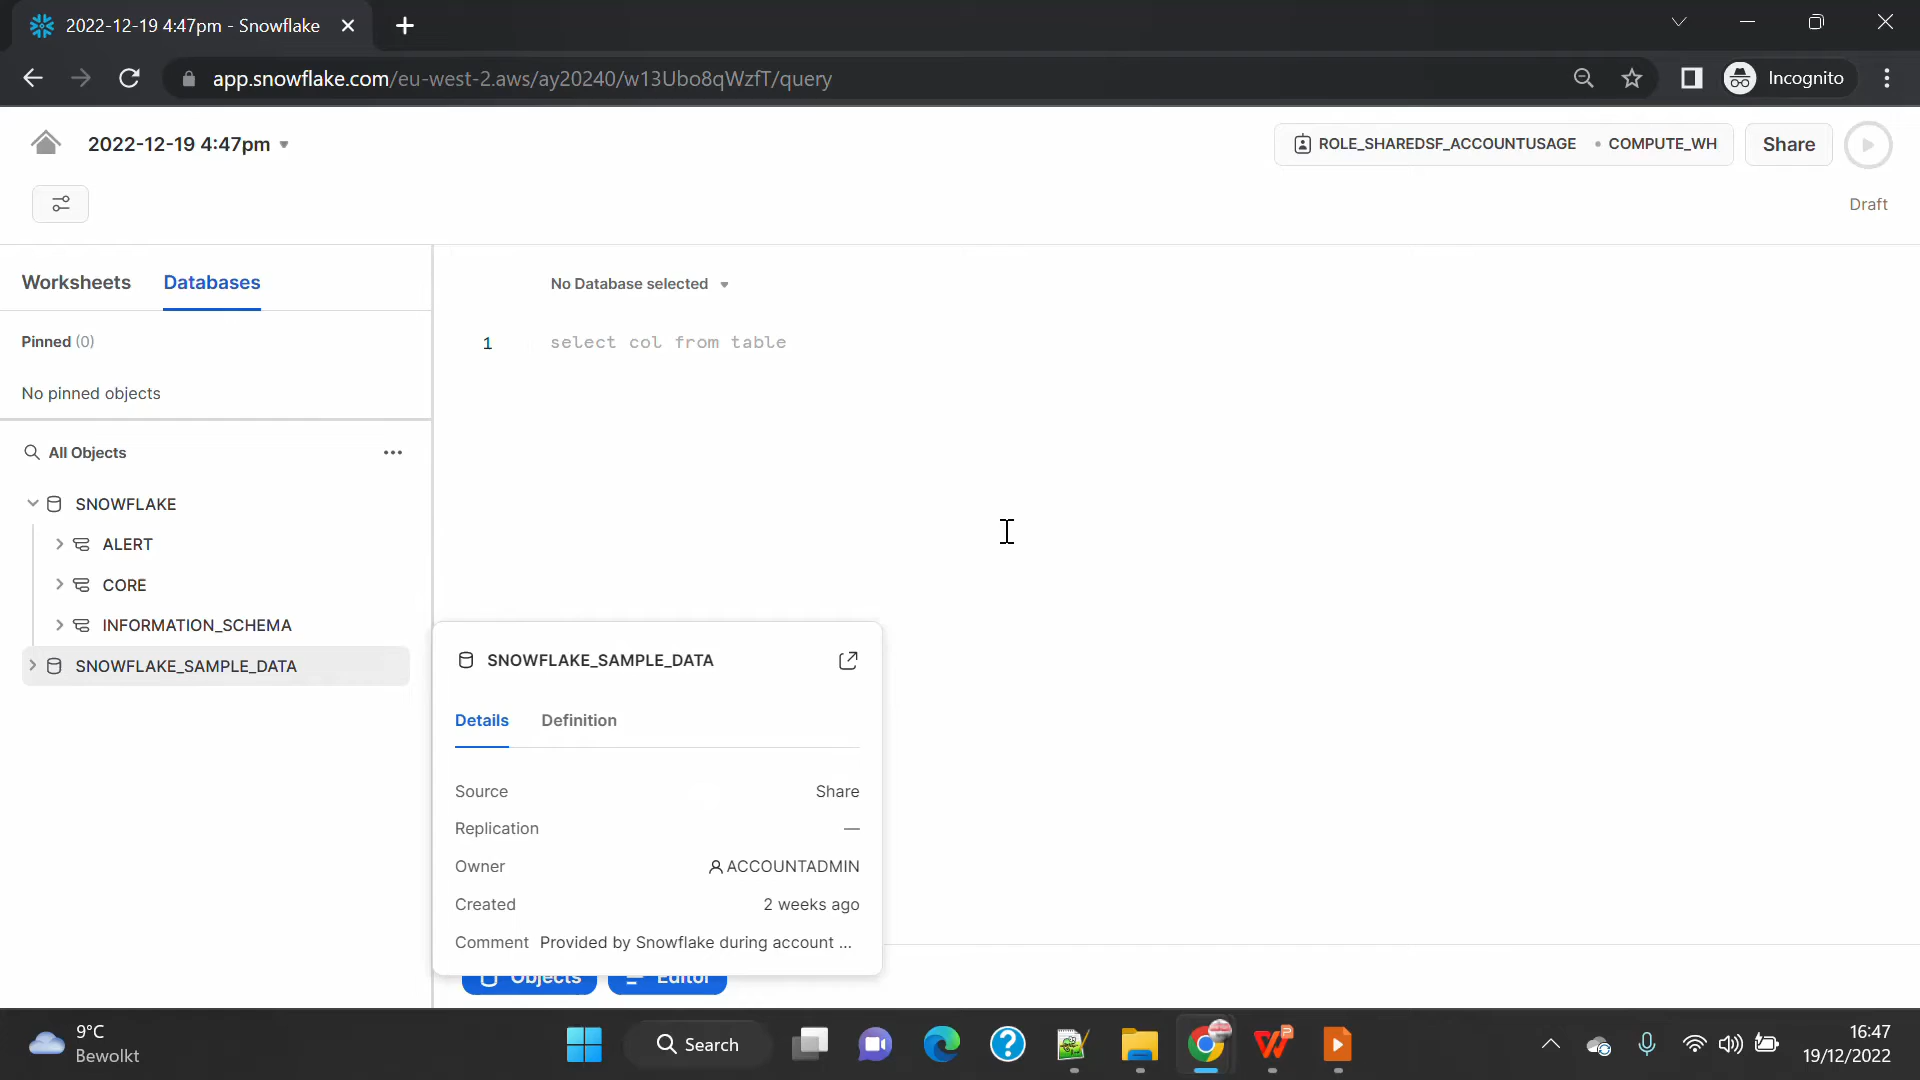 2022-12-19 4:47pm - Snowflake
app.snowflake.com/eu-west-2.aws/ay20240/w13Ubo8qWzfT/query
Incognito
2022-12-19 4:47pm
ROLE_SHAREDSF_ACCOUNTUSAGE • COMPUTE_WH
Share
Draft
Worksheets
Databases
No Database selected
Pinned (0)
1
select col from table
No pinned objects
All Objects
SNOWFLAKE
ALERT
CORE
INFORMATION_SCHEMA
SNOWFLAKE_SAMPLE_DATA
SNOWFLAKE_SAMPLE_DATA
Details
Definition
Source
Share
Replication
—
Owner
ACCOUNTADMIN
Created
2 weeks ago
Comment
Provided by Snowflake during account ...
Objects
Editor
9°C
Bewolkt
Search
16:47
19/12/2022